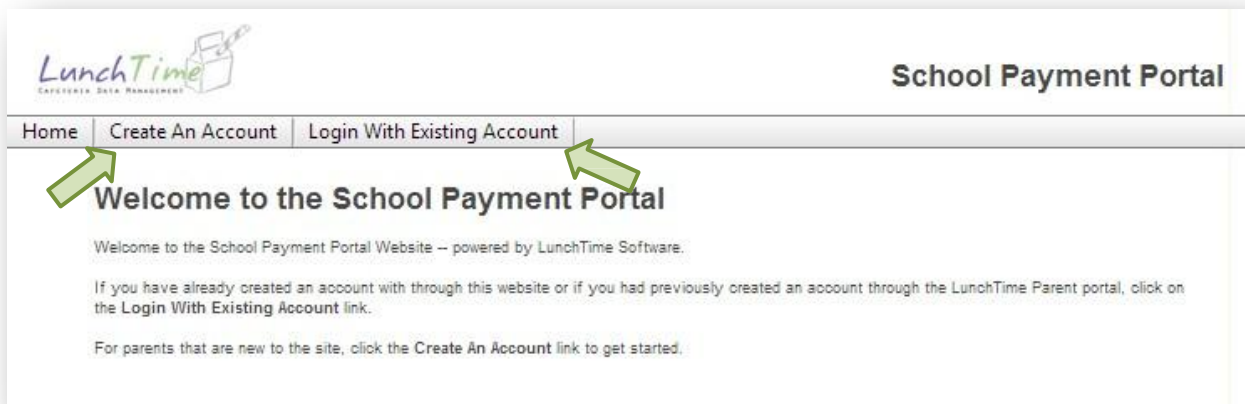 LunchTime
CAFETERIA DATA MANAGEMENT
School Payment Portal
Home Create An Account Login With Existing Account
Welcome to the School Payment Portal
Welcome to the School Payment Portal Website -- powered by LunchTime Software.
If you have already created an account with through this website or if you had previously created an account through the LunchTime Parent portal, click on
the Login With Existing Account link.
For parents that are new to the site, click the Create An Account link to get started.